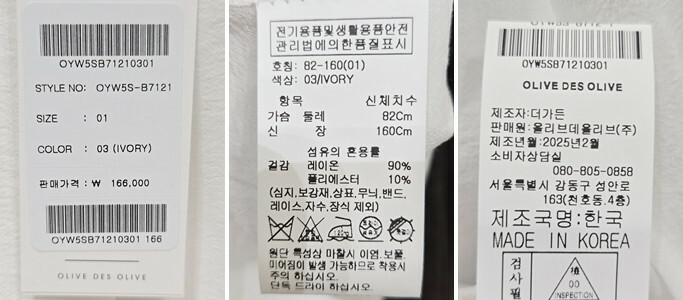 OYW5SB71210301
STYLE NO: OYW5S-B7121
SIZE : 01
COLOR : 03 (IVORY)
판매가격 : ₩ 166,000
OYW5SB71210301 166
OLIVE DES OLIVE
전기용품및생활용품안전
관리법에의한품질표시
호칭: 82-160(01)
색상: 03/IVORY
항목 신체치수
가슴 둘레 82Cm
신 장 160Cm
섬유의 혼용률
겉감 레이온 90%
폴리에스터 10%
(심지,보강재,상표,무늬,밴드,
레이스,자수,장식 제외)
원단 특성상 마찰시 이염.보풀
미어짐이 발생 가능하므로 착용시
주의 하십시오.
단독 드라이 하십시오.
OYW5SB71210301
OLIVE DES OLIVE
제조자:더가든
판매원:올리브데올리브(주)
제조년월:2025년2월
소비자상담실
080-805-0858
서울특별시 강동구 성안로
163(천호동.4층)
제조국명:한국
MADE IN KOREA
검
사
필
00
INSPECTION